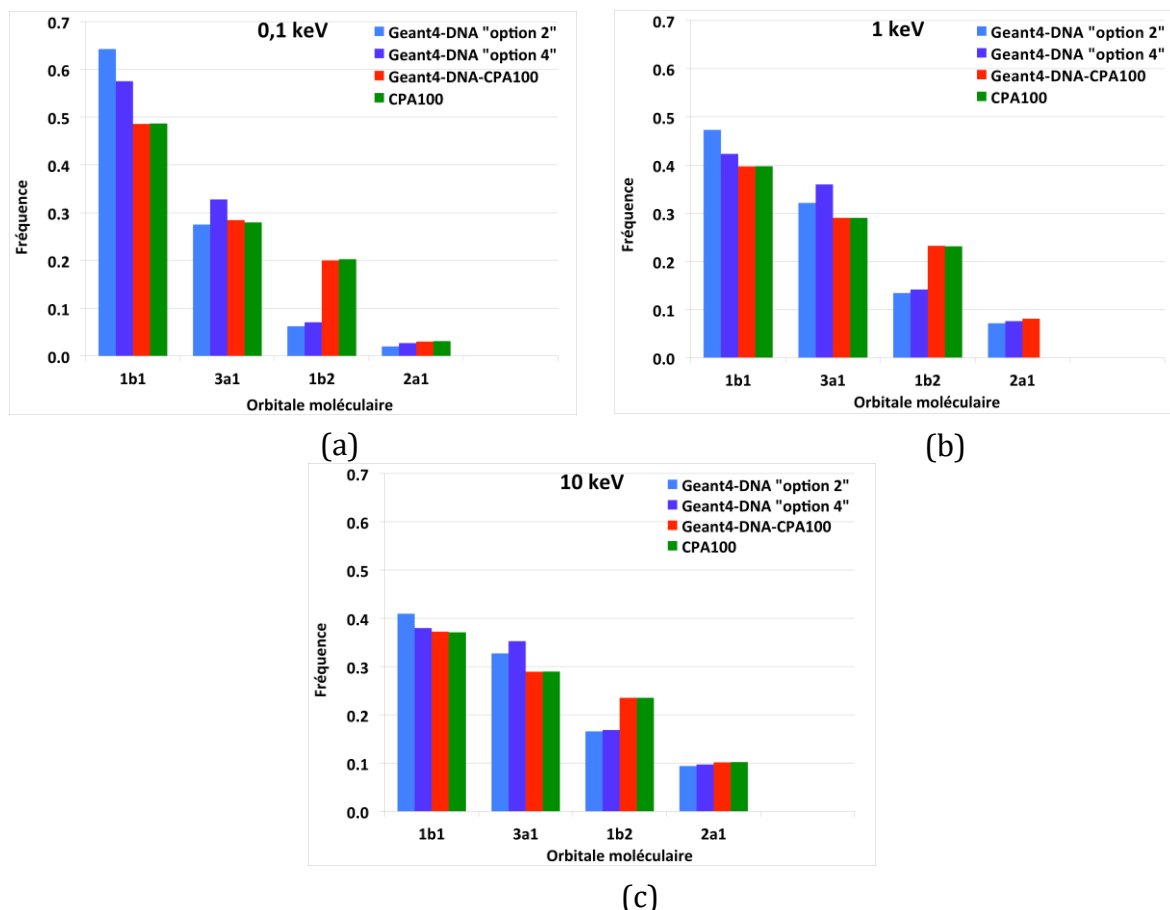 0,1 keV
Geant4-DNA "option 2"
Geant4-DNA "option 4"
Geant4-DNA-CPA100
CPA100
0.7
0.6
0.5
0.4
0.3
0.2
0.1
0.0
Fréquence
1b1 3a1 1b2 2a1
Orbitale moléculaire
(a)
1 keV
Geant4-DNA "option 2"
Geant4-DNA "option 4"
Geant4-DNA-CPA100
CPA100
0.7
0.6
0.5
0.4
0.3
0.2
0.1
0.0
Fréquence
1b1 3a1 1b2 2a1
Orbitale moléculaire
(b)
10 keV
Geant4-DNA "option 2"
Geant4-DNA "option 4"
Geant4-DNA-CPA100
CPA100
0.7
0.6
0.5
0.4
0.3
0.2
0.1
0.0
Fréquence
1b1 3a1 1b2 2a1
Orbitale moléculaire
(c)